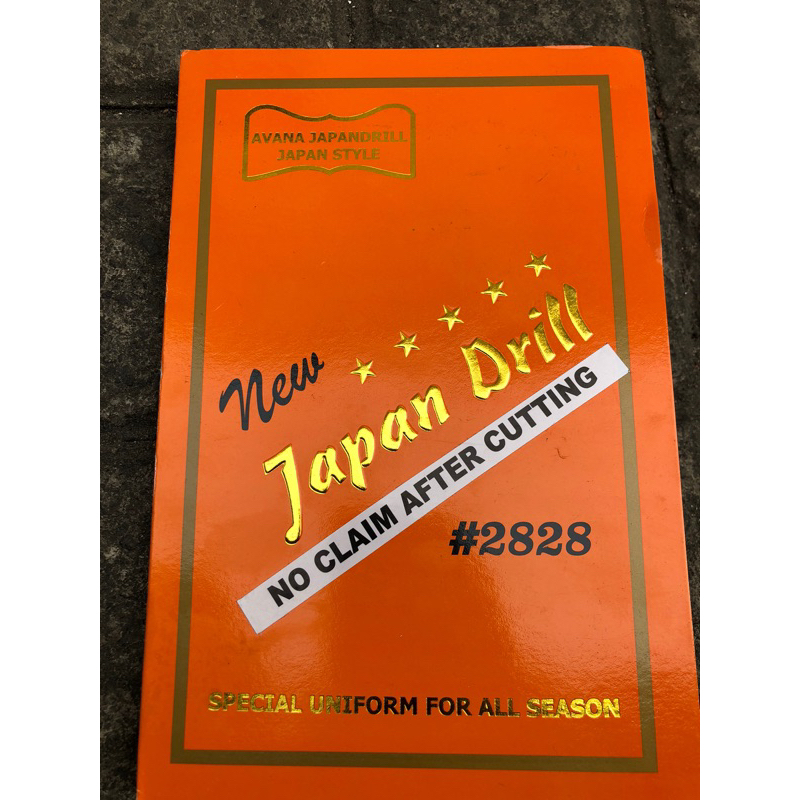 AVANA JAPANDRILL
JAPAN STYLE
New
Japan Drill
NO CLAIM AFTER CUTTING
#2828
SPECIAL UNIFORM FOR ALL SEASON